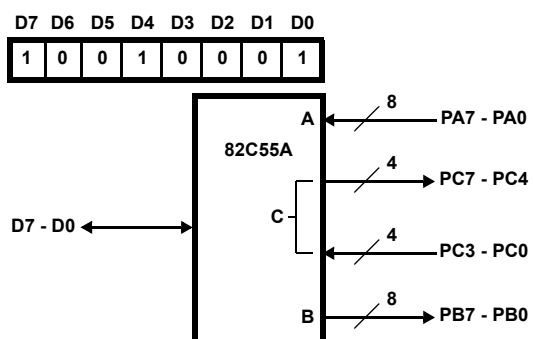 D7 D6 D5 D4 D3 D2 D1 D0
1 0 0 1 0 0 0 1
8
A
PA7 - PA0
82C55A
4
PC7 - PC4
C
D7 - D0
4
PC3 - PC0
8
B
PB7 - PB0